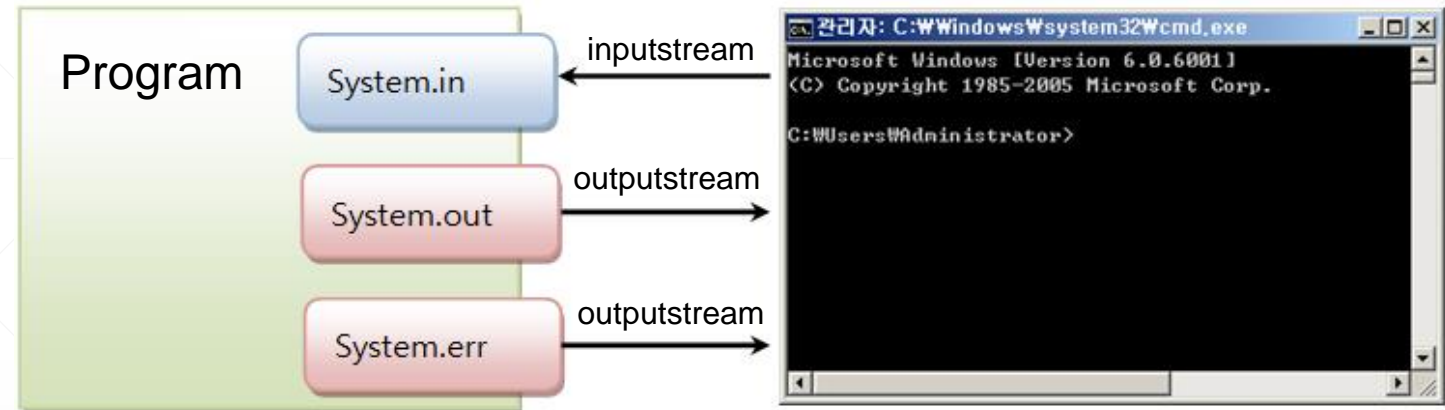 Program
System.in
System.out
System.err
inputstream
outputstream
outputstream
관리자: C:₩Windows₩system32₩cmd.exe
Microsoft Windows [Version 6.0.6001]
(C) Copyright 1985-2005 Microsoft Corp.
C:₩Users₩Administrator>